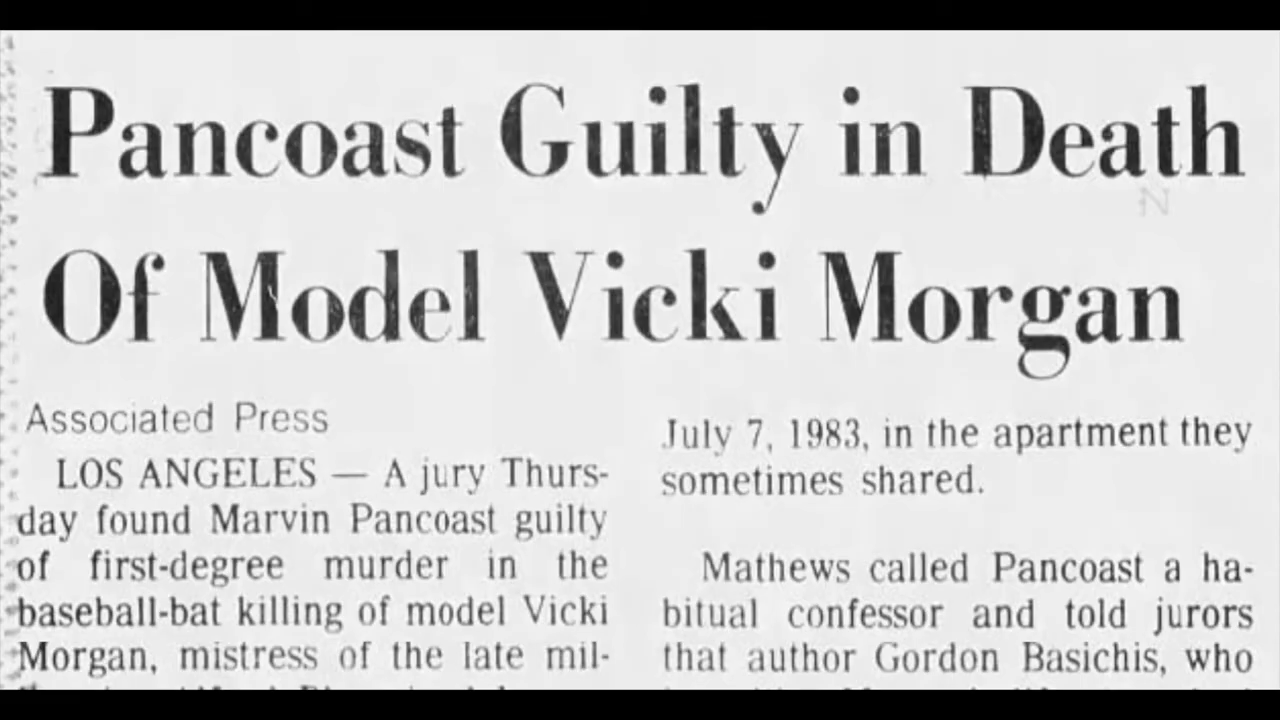 Pancoast Guilty in Death
Of Model Vicki Morgan
Associated Press
LOS ANGELES — A jury Thurs-
day found Marvin Pancoast guilty
of first-degree murder in the
baseball-bat killing of model Vicki
Morgan, mistress of the late mil-
July 7, 1983, in the apartment they
sometimes shared.
Mathews called Pancoast a ha-
bitual confessor and told jurors
that author Gordon Basichis, who